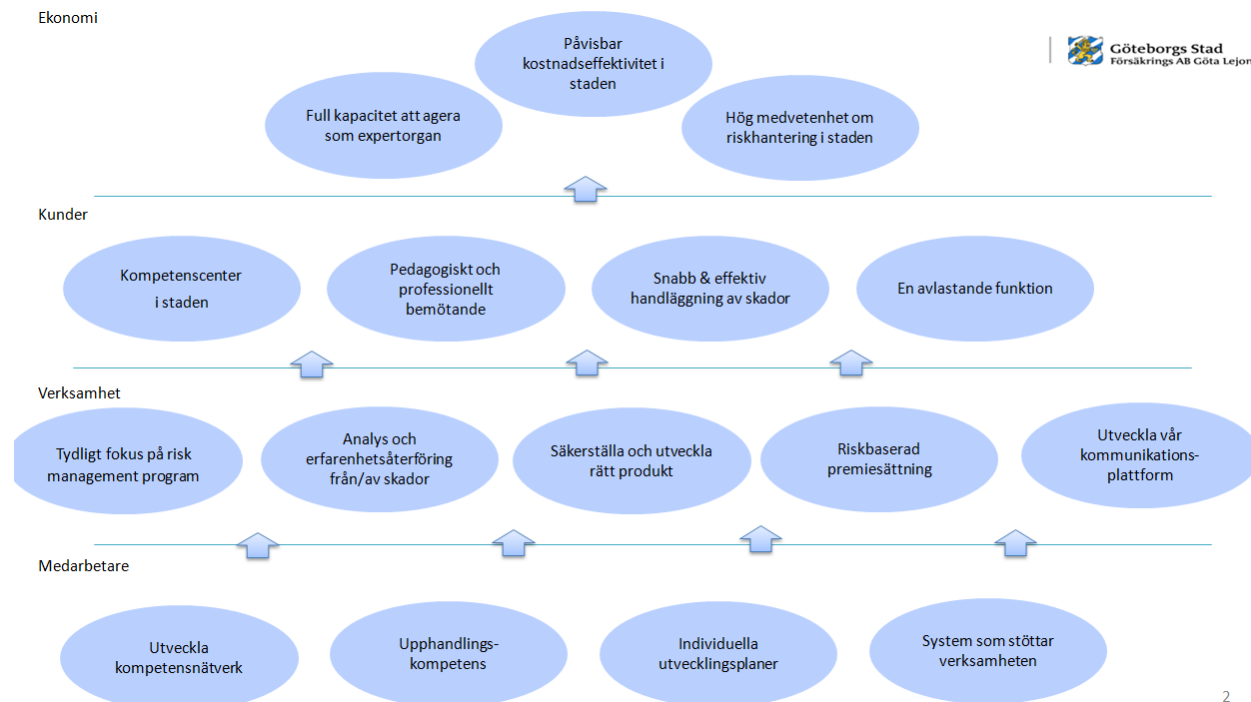 Ekonomi
Påvisbar
kostnadseffektivitet i
staden
Göteborgs Stad
Försäkrings AB Göta Lejon
Full kapacitet att agera
som expertorgan
Hög medvetenhet om
riskhantering i staden
Kunder
Kompetenscenter
i staden
Pedagogiskt och
professionellt
bemötande
Snabb & effektiv
handläggning av skador
En avlastande funktion
Verksamhet
Tydligt fokus på risk
management program
Analys och
erfarenhetsåterföring
från/av skador
Säkerställa och utveckla
rätt produkt
Riskbaserad
premiesättning
Utveckla vår
kommunikations-
plattform
Medarbetare
Utveckla
kompetensnätverk
Upphandlings-
kompetens
Individuella
utvecklingsplaner
System som stöttar
verksamheten
2